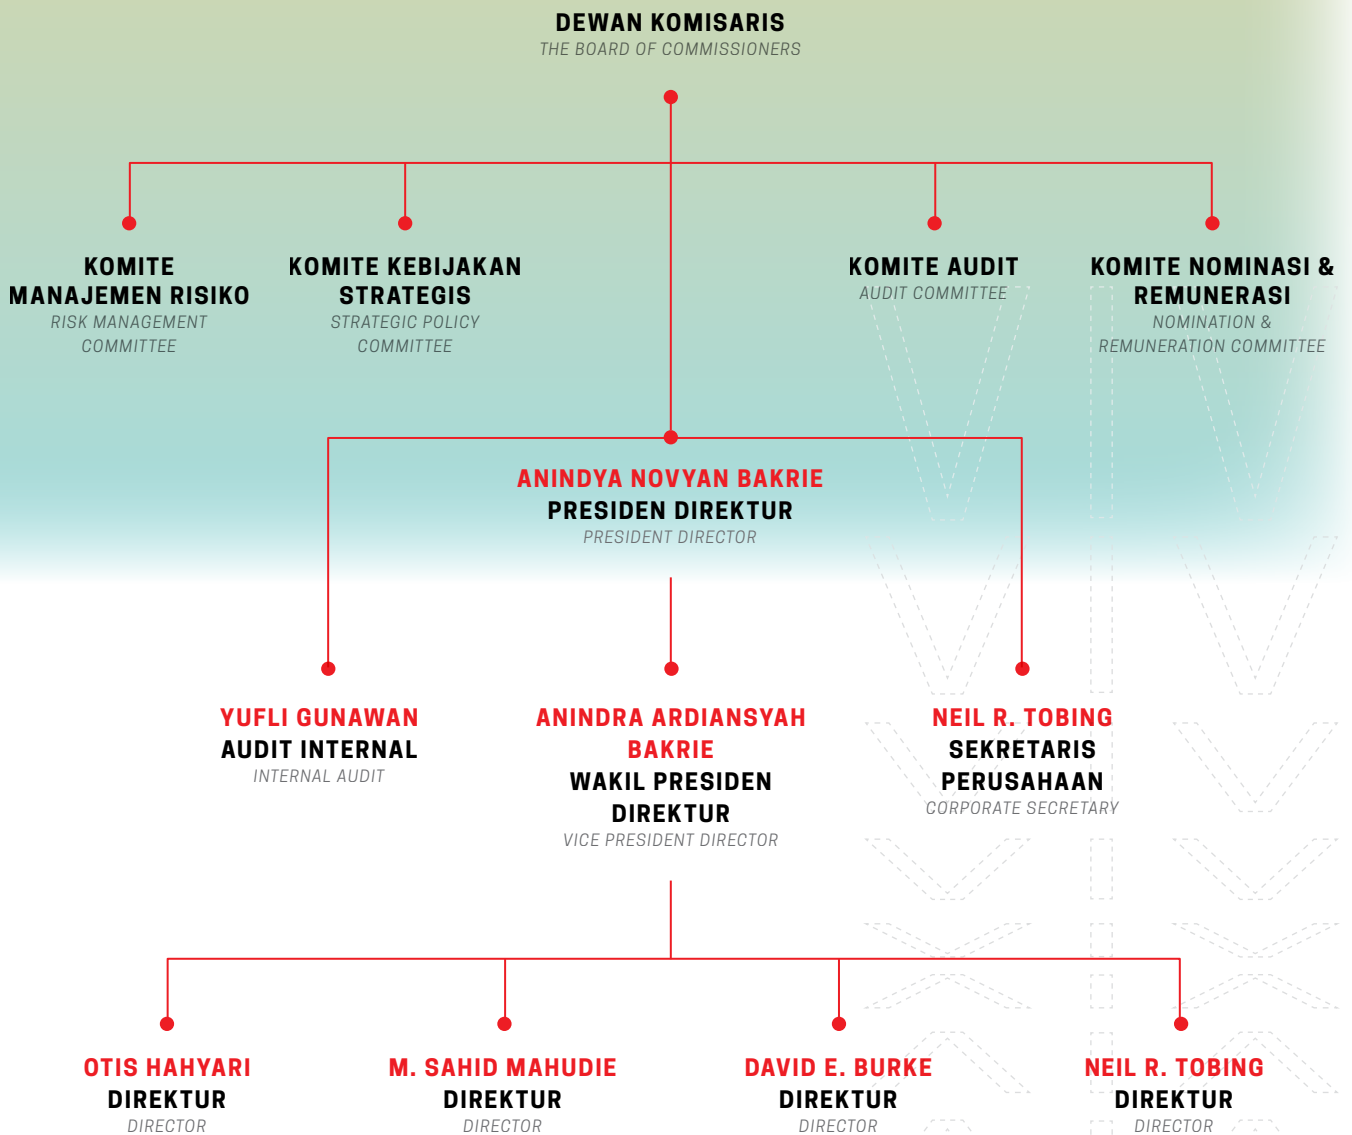 DEWAN KOMISARIS
THE BOARD OF COMMISSIONERS
KOMITE
MANAJEMEN RISIKO
RISK MANAGEMENT
COMMITTEE
KOMITE KEBIJAKAN
STRATEGIS
STRATEGIC POLICY
COMMITTEE
KOMITE AUDIT
AUDIT COMMITTEE
KOMITE NOMINASI &
REMUNERASI
NOMINATION &
REMUNERATION COMMITTEE
ANINDYA NOVYAN BAKRIE
PRESIDEN DIREKTUR
PRESIDENT DIRECTOR
YUFLI GUNAWAN
AUDIT INTERNAL
INTERNAL AUDIT
ANINDRA ARDIANSYAH
BAKRIE
WAKIL PRESIDEN
DIREKTUR
VICE PRESIDENT DIRECTOR
NEIL R. TOBING
SEKRETARIS
PERUSAHAAN
CORPORATE SECRETARY
OTIS HAHYARI
DIREKTUR
DIRECTOR
M. SAHID MAHUDIE
DIREKTUR
DIRECTOR
DAVID E. BURKE
DIREKTUR
DIRECTOR
NEIL R. TOBING
DIREKTUR
DIRECTOR